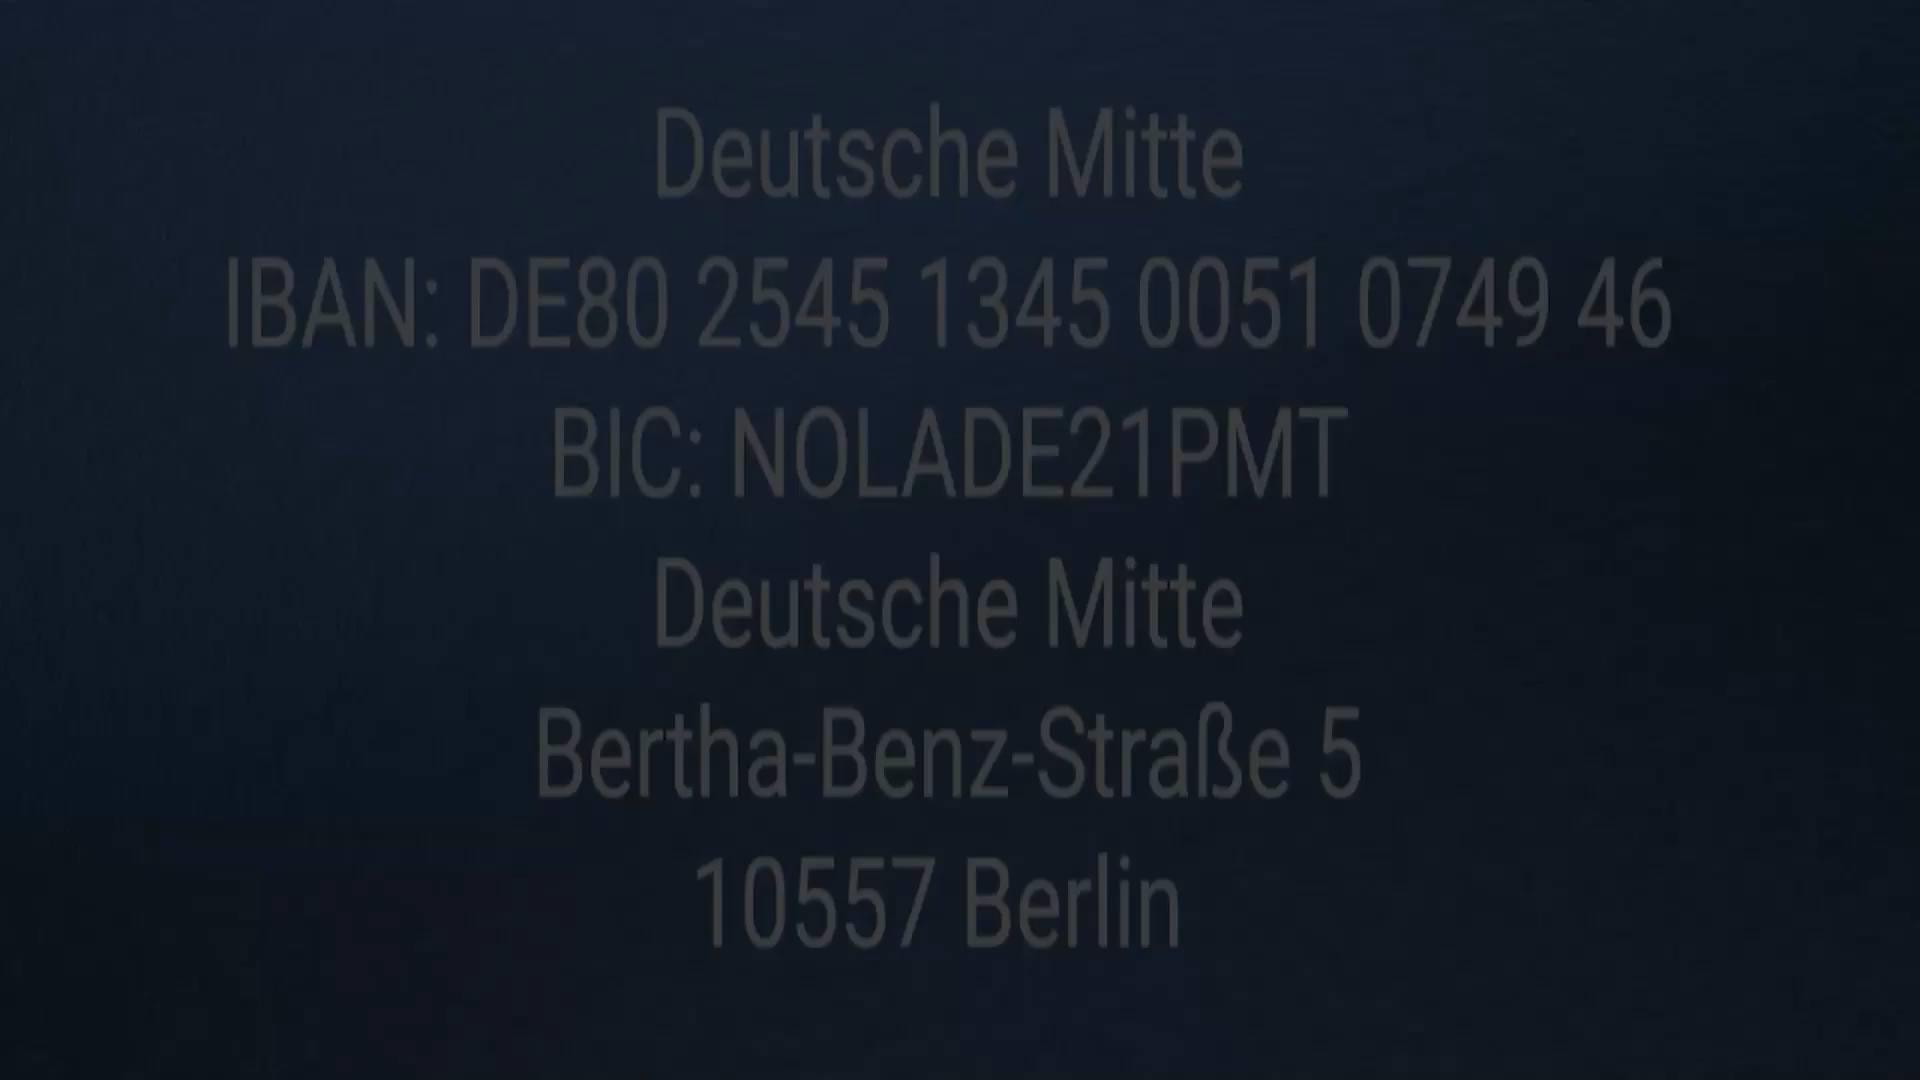 Deutsche Mitte
IBAN: DE80 2545 1345 0051 0749 46
BIC: NOLADE21PMT
Deutsche Mitte
Bertha-Benz-Straße 5
10557 Berlin